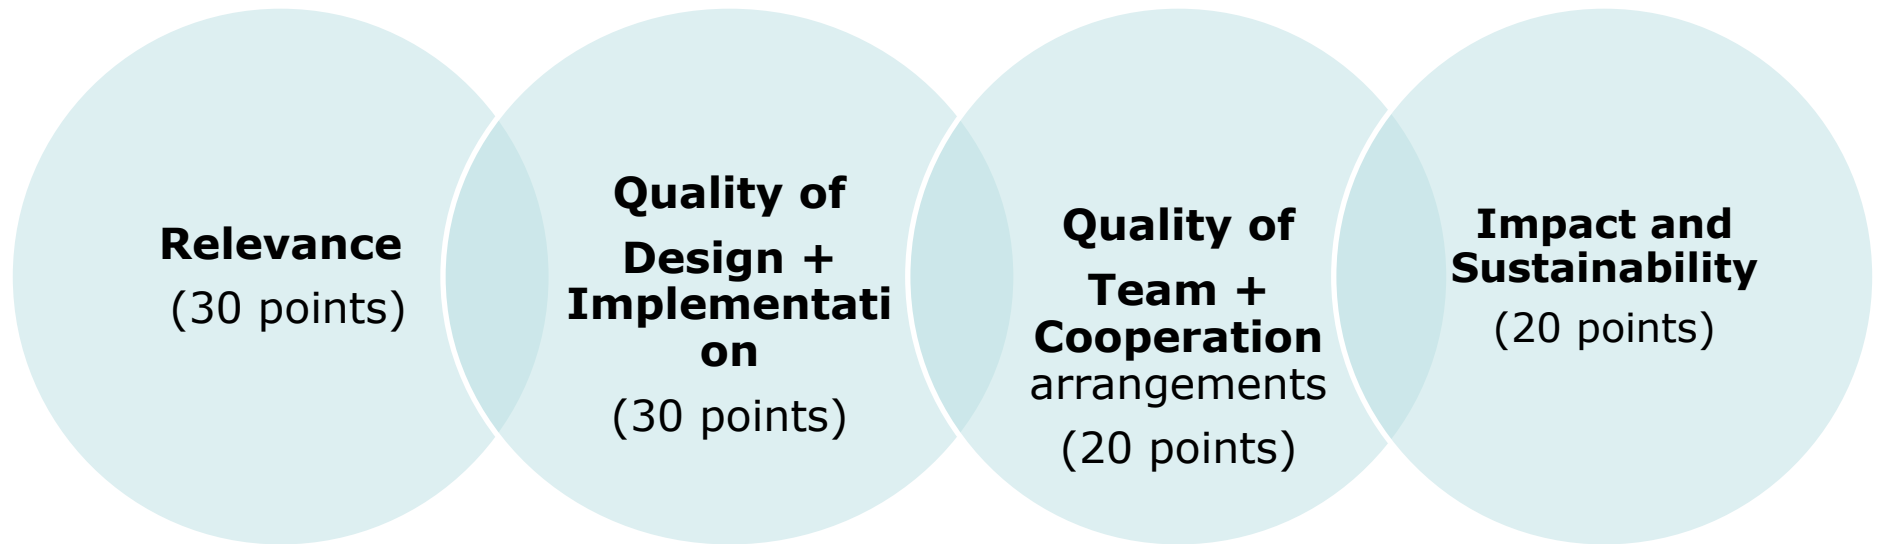 Relevance
(30 points)
Quality of
Design +
Implementati
on
(30 points)
Quality of
Team +
Cooperation
arrangements
(20 points)
Impact and
Sustainability
(20 points)